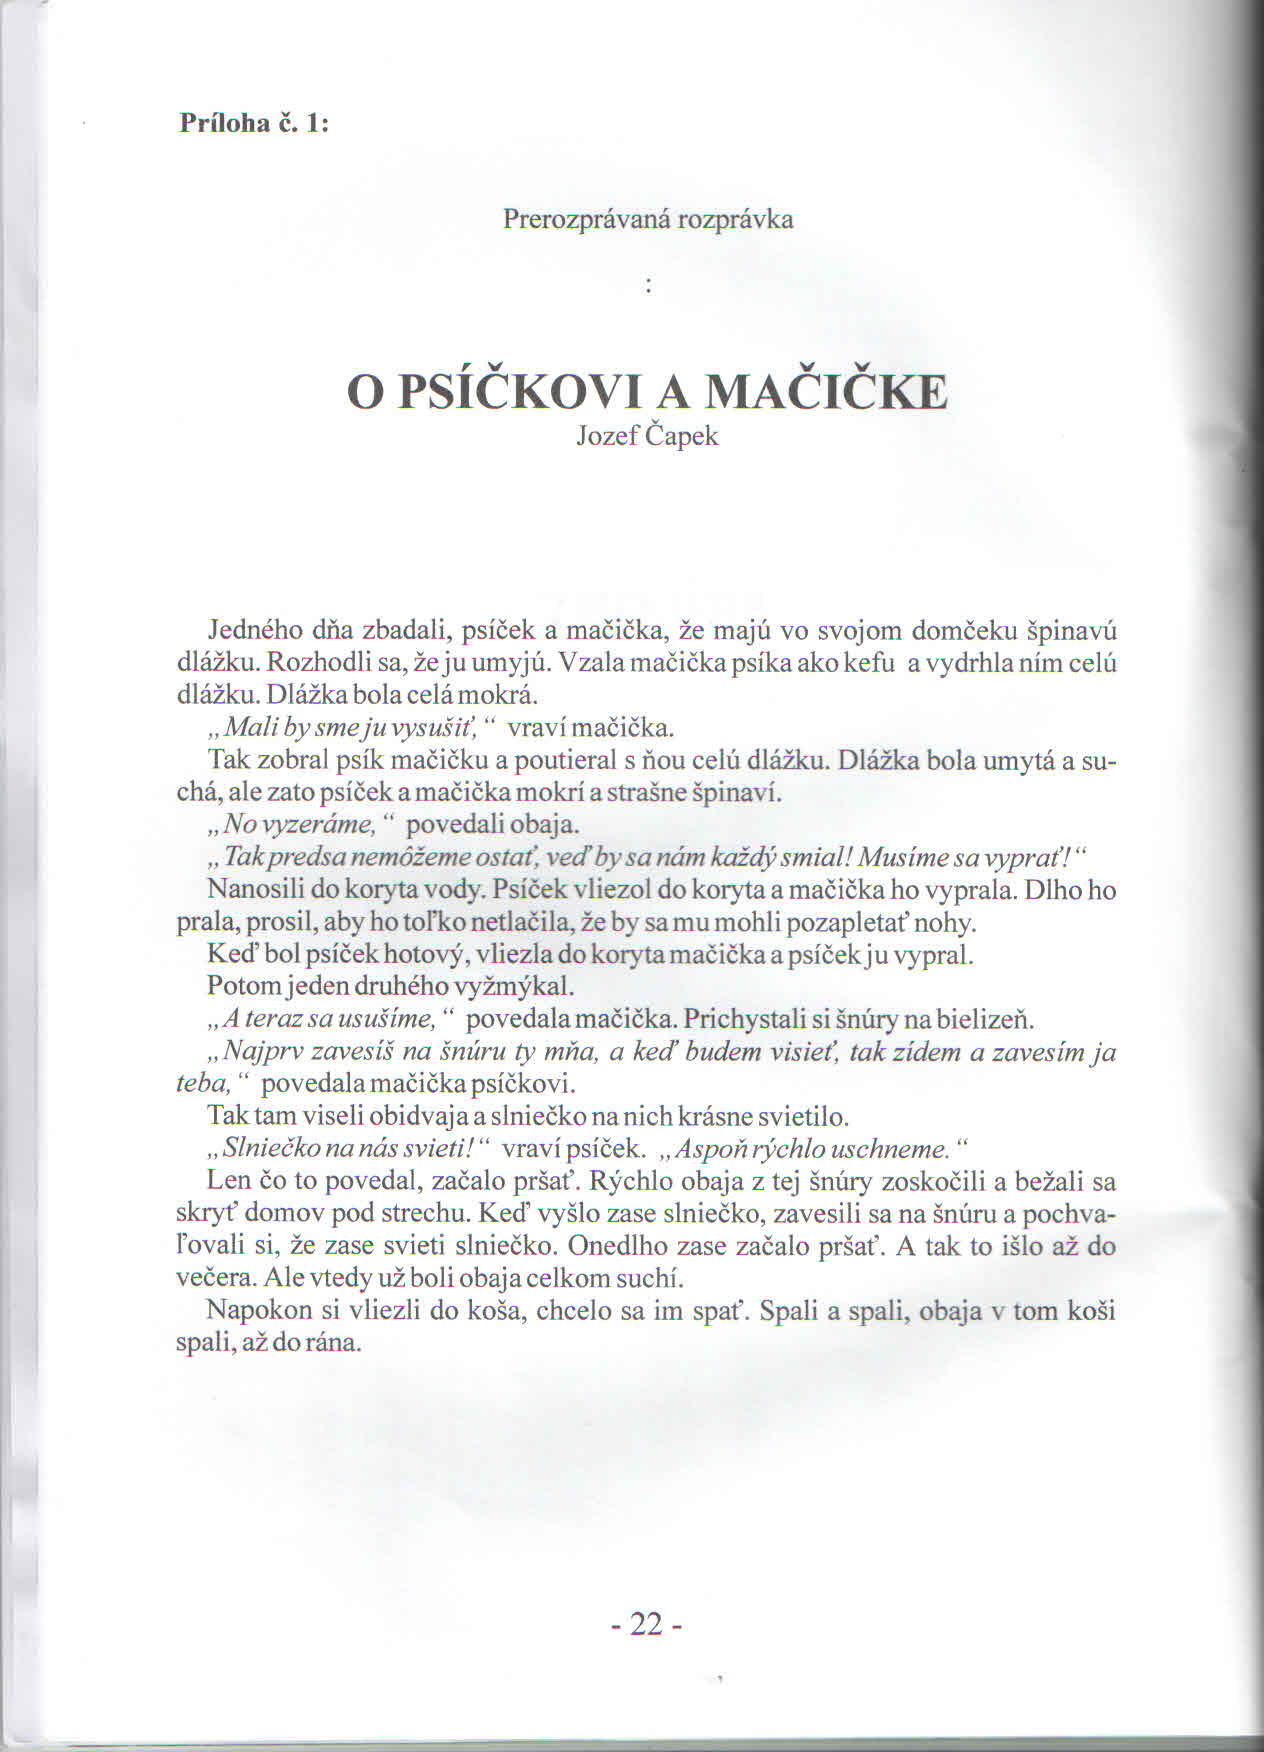 Príloha č. 1:
Prerozprávaná rozprávka
:
O PSÍČKOVI A MAČIČKE
Jozef Čapek
Jedného dňa zbadali, psíček a mačička, že majú vo svojom domčeku špinavú
dlážku. Rozhodli sa, že ju umyjú. Vzala mačička psíka ako kefu a vydrhla ním celú
dlážku. Dlážka bola celá mokrá.
„Mali by sme ju vysušiť,“ vraví mačička.
Tak zobral psík mačičku a poutieral s ňou celú dlážku. Dlážka bola umytá a su-
chá, ale zato psíček a mačička mokrí a strašne špinaví.
„No vyzeráme,“ povedali obaja.
„Tak predsa nemôžeme ostať, veď by sa nám každý smial! Musíme sa vyprať!“
Nanosili do koryta vody. Psíček vliezol do koryta a mačička ho vyprala. Dlho ho
prala, prosil, aby ho toľko netlačila, že by sa mu mohli pozapletať nohy.
Keď bol psíček hotový, vliezla do koryta mačička a psíček ju vypral.
Potom jeden druhého vyžmýkal.
„A teraz sa usušíme,“ povedala mačička. Prichystali si šnúry na bielizeň.
„Najprv zavesíš na šnúru ty mňa, a keď budem visieť, tak zídem a zavesím ja
teba,“ povedala mačička psíčkovi.
Tak tam viseli obidvaja a slniečko na nich krásne svietilo.
„Slniečko na nás svieti!“ vraví psíček. „Aspoň rýchlo uschneme.“
Len čo to povedal, začalo pršať. Rýchlo obaja z tej šnúry zoskočili a bežali sa
skryť domov pod strechu. Keď vyšlo zase slniečko, zavesili sa na šnúru a pochva-
ľovali si, že zase svieti slniečko. Onedlho zase začalo pršať. A tak to išlo až do
večera. Ale vtedy už boli obaja celkom suchí.
Napokon si vliezli do koša, chcelo sa im spať. Spali a spali, obaja v tom koši
spali, až do rána.
- 22 -